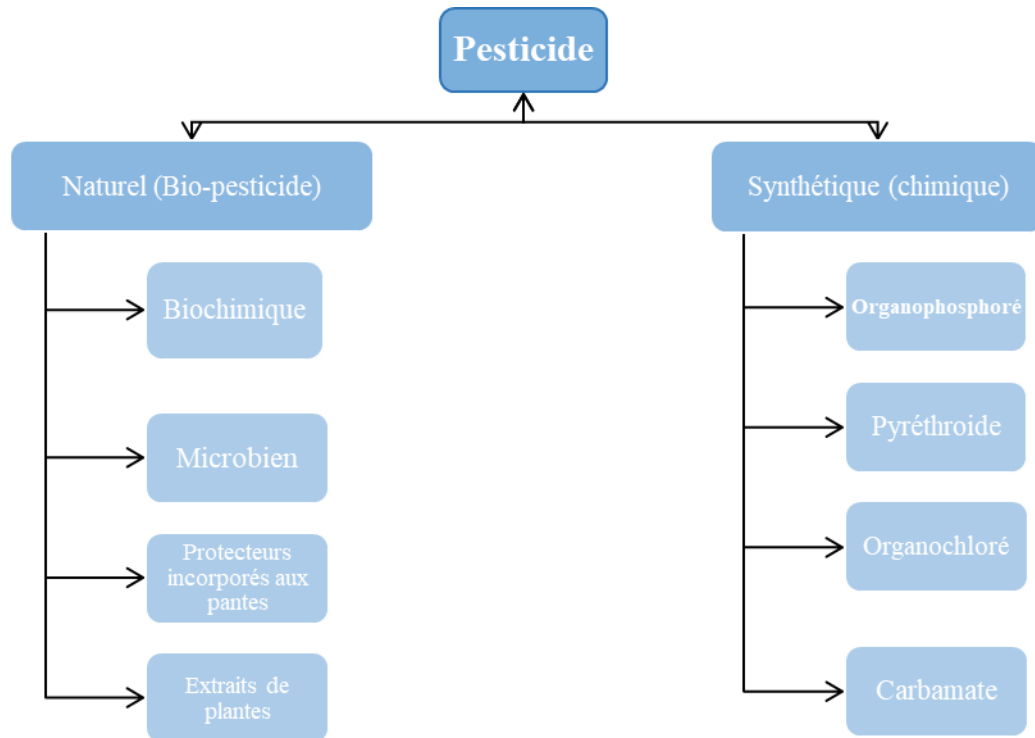 Pesticide
Naturel (Bio-pesticide)
Biochimique
Microbien
Protecteurs
incorporés aux
pantes
Extraits de
plantes
Synthétique (chimique)
Organophosphoré
Pyréthroide
Organochloré
Carbamate